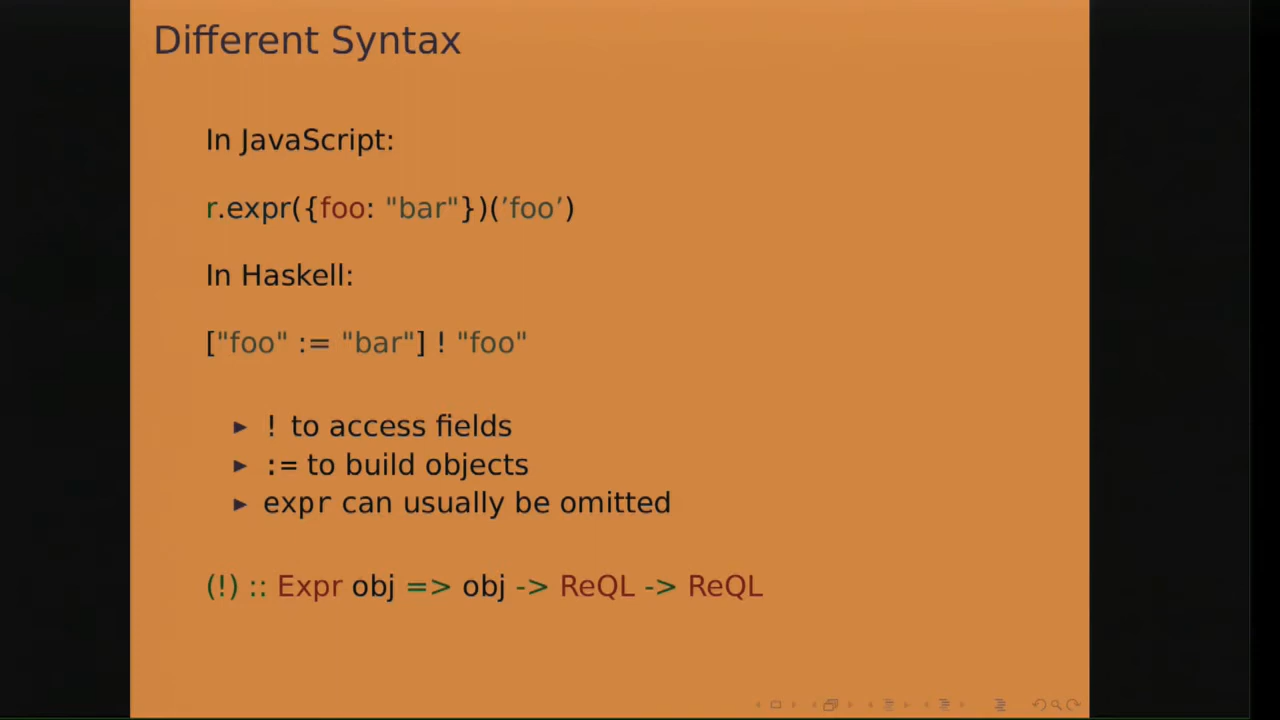 Different Syntax
In JavaScript:
r.expr({foo: "bar"})('foo')
In Haskell:
["foo" := "bar"] ! "foo"
! to access fields
:= to build objects
expr can usually be omitted
(!) :: Expr obj => obj -> ReQL -> ReQL